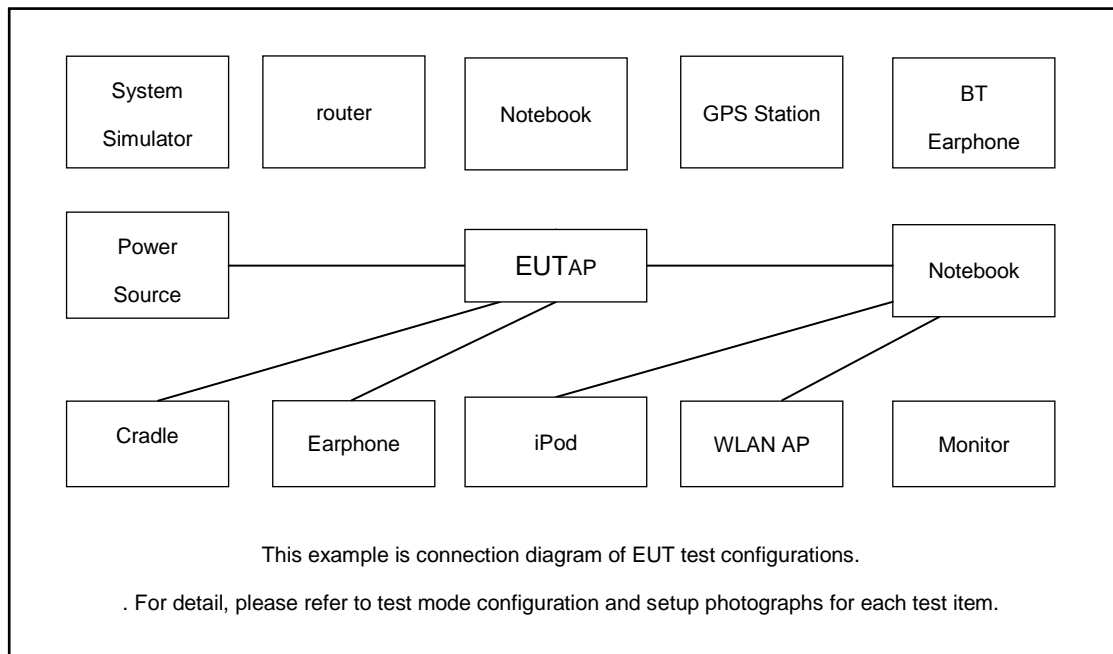 System
Simulator
router
Notebook
GPS Station
BT
Earphone
Power
Source
EUTAP
Notebook
Cradle
Earphone
iPod
WLAN AP
Monitor
This example is connection diagram of EUT test configurations.
. For detail, please refer to test mode configuration and setup photographs for each test item.